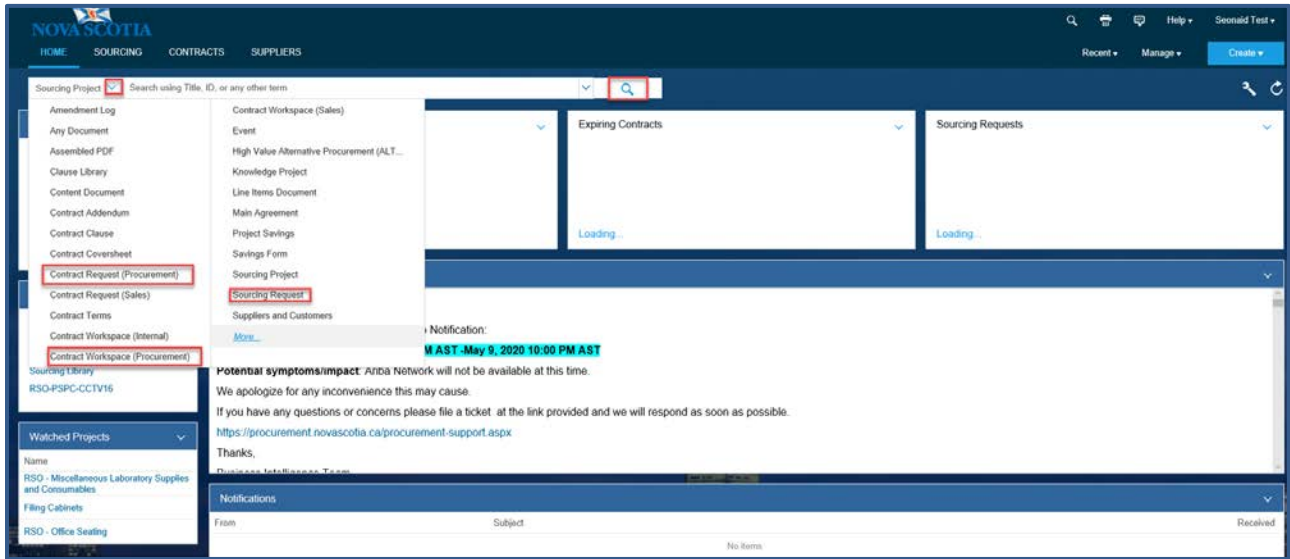 NOVA SCOTIA
Help
Seonaid Test
HOME SOURCING CONTRACTS SUPPLIERS
Recent Manage Create
Sourcing Project Search using Title, ID, or any other term
Amendment Log
Any Document
Assembled PDF
Clause Library
Content Document
Contract Addendum
Contract Clause
Contract Coversheet
Contract Request (Procurement)
Contract Request (Sales)
Contract Terms
Contract Workspace (Internal)
Contract Workspace (Procurement)
Contract Workspace (Sales)
Event
High Value Alternative Procurement (ALT...
Knowledge Project
Line Items Document
Main Agreement
Project Savings
Savings Form
Sourcing Project
Sourcing Request
Suppliers and Customers
More...
Expiring Contracts
Loading...
Sourcing Requests
Loading...
Sourcing Library
RSO-PSPC-CCTV16
Watched Projects
Name
RSO - Miscellaneous Laboratory Supplies
and Consumables
Filing Cabinets
RSO - Office Seating
Notification:
M AST -May 9, 2020 10:00 PM AST
Potential symptoms/impact: Ariba Network will not be available at this time.
We apologize for any inconvenience this may cause.
If you have any questions or concerns please file a ticket at the link provided and we will respond as soon as possible.
https://procurement.novascotia.ca/procurement-support.aspx
Thanks,
Business Intelligence Team
Notifications
From Subject Received
No items